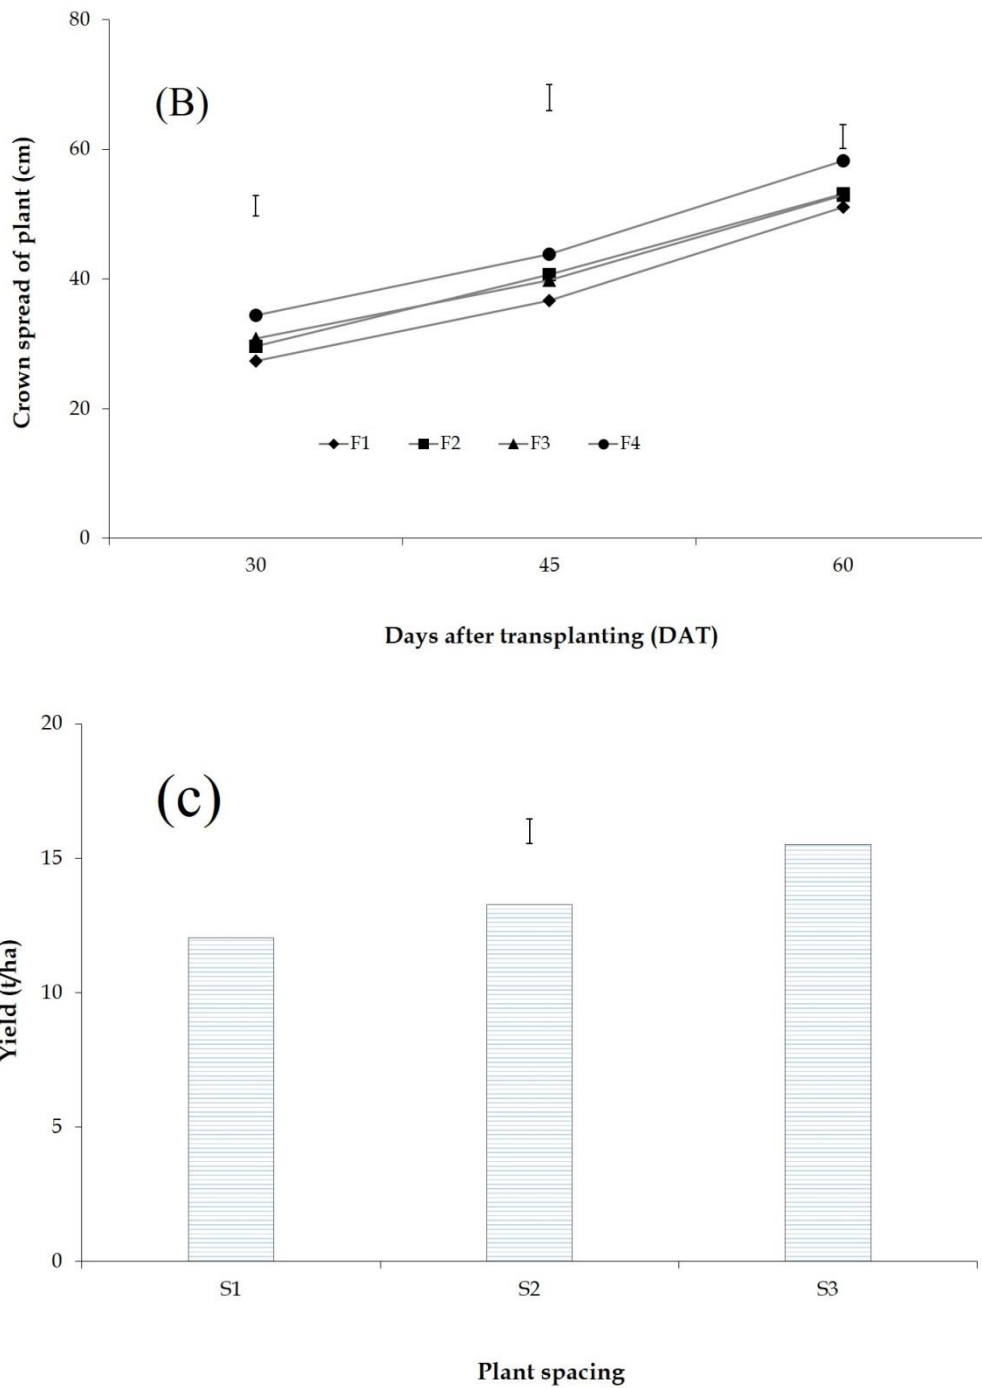 80
(B)
60
40
20
0
Crown spread of plant (cm)
F1 F2 F3 F4
30 45 60
Days after transplanting (DAT)
20
(c)
15
10
5
0
Yield (t/ha)
S1 S2 S3
Plant spacing